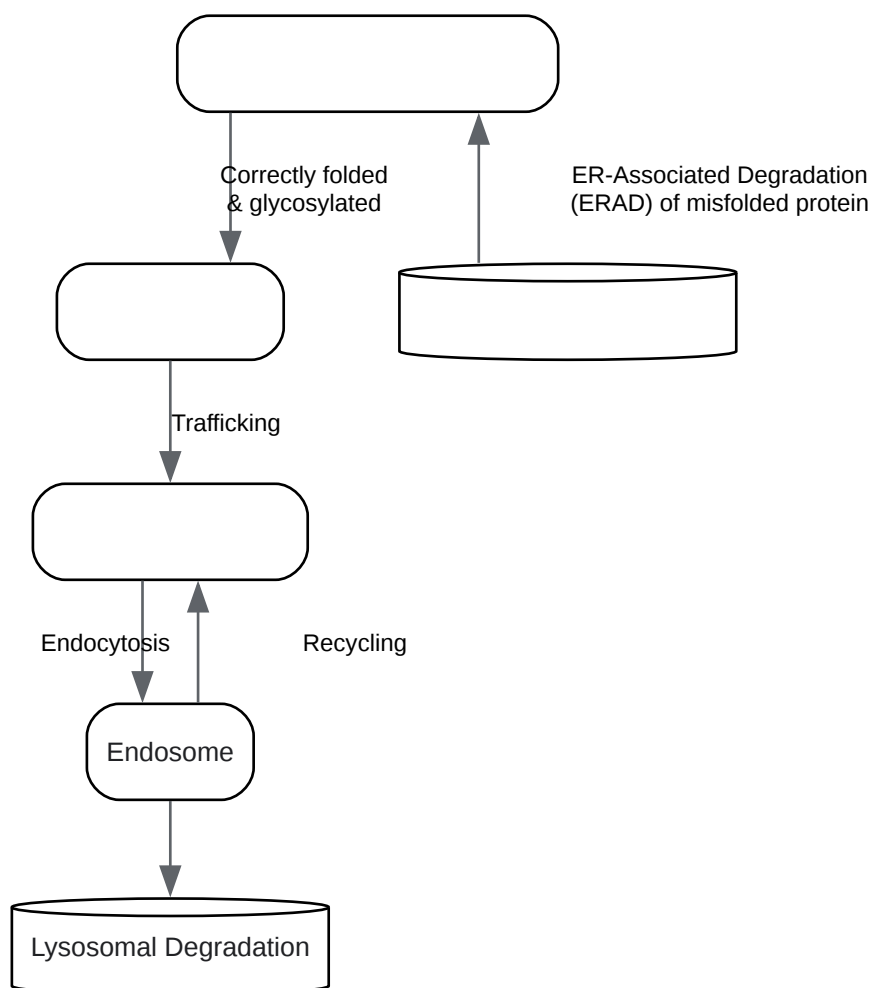 Correctly folded
& glycosylated
ER-Associated Degradation
(ERAD) of misfolded protein
Trafficking
Endocytosis
Recycling
Endosome
Lysosomal Degradation